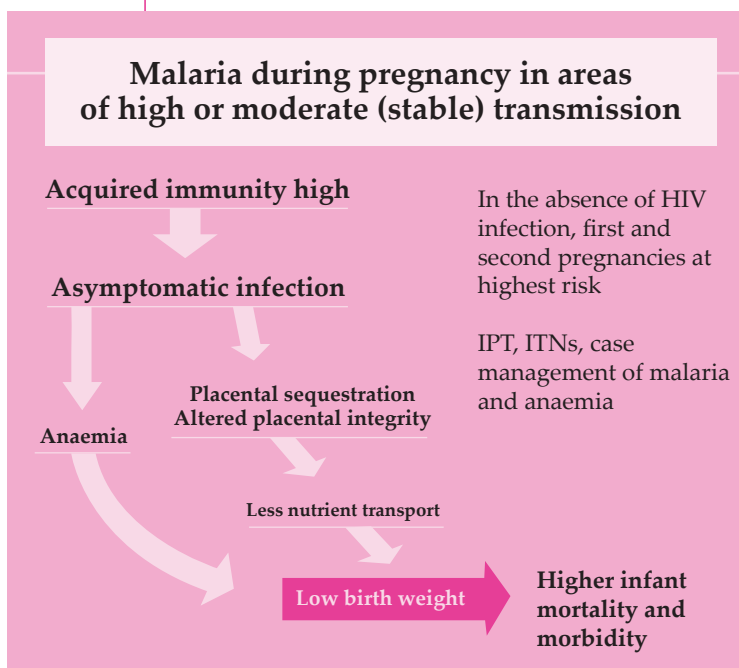 Malaria during pregnancy in areas
of high or moderate (stable) transmission
Acquired immunity high
Asymptomatic infection
Placental sequestration
Altered placental integrity
Anaemia
Less nutrient transport
Low birth weight
Higher infant
mortality and
morbidity
In the absence of HIV
infection, first and
second pregnancies at
highest risk
IPT, ITNs, case
management of malaria
and anaemia